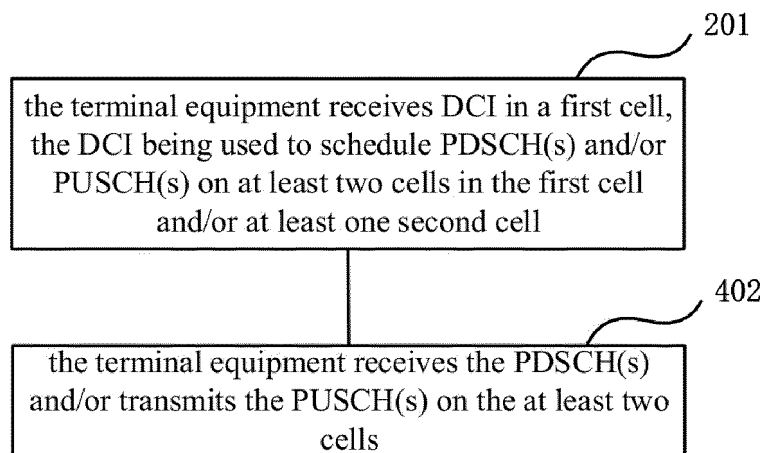 201
the terminal equipment receives DCI in a first cell,
the DCI being used to schedule PDSCH(s) and/or
PUSCH(s) on at least two cells in the first cell
and/or at least one second cell
402
the terminal equipment receives the PDSCH(s)
and/or transmits the PUSCH(s) on the at least two
cells